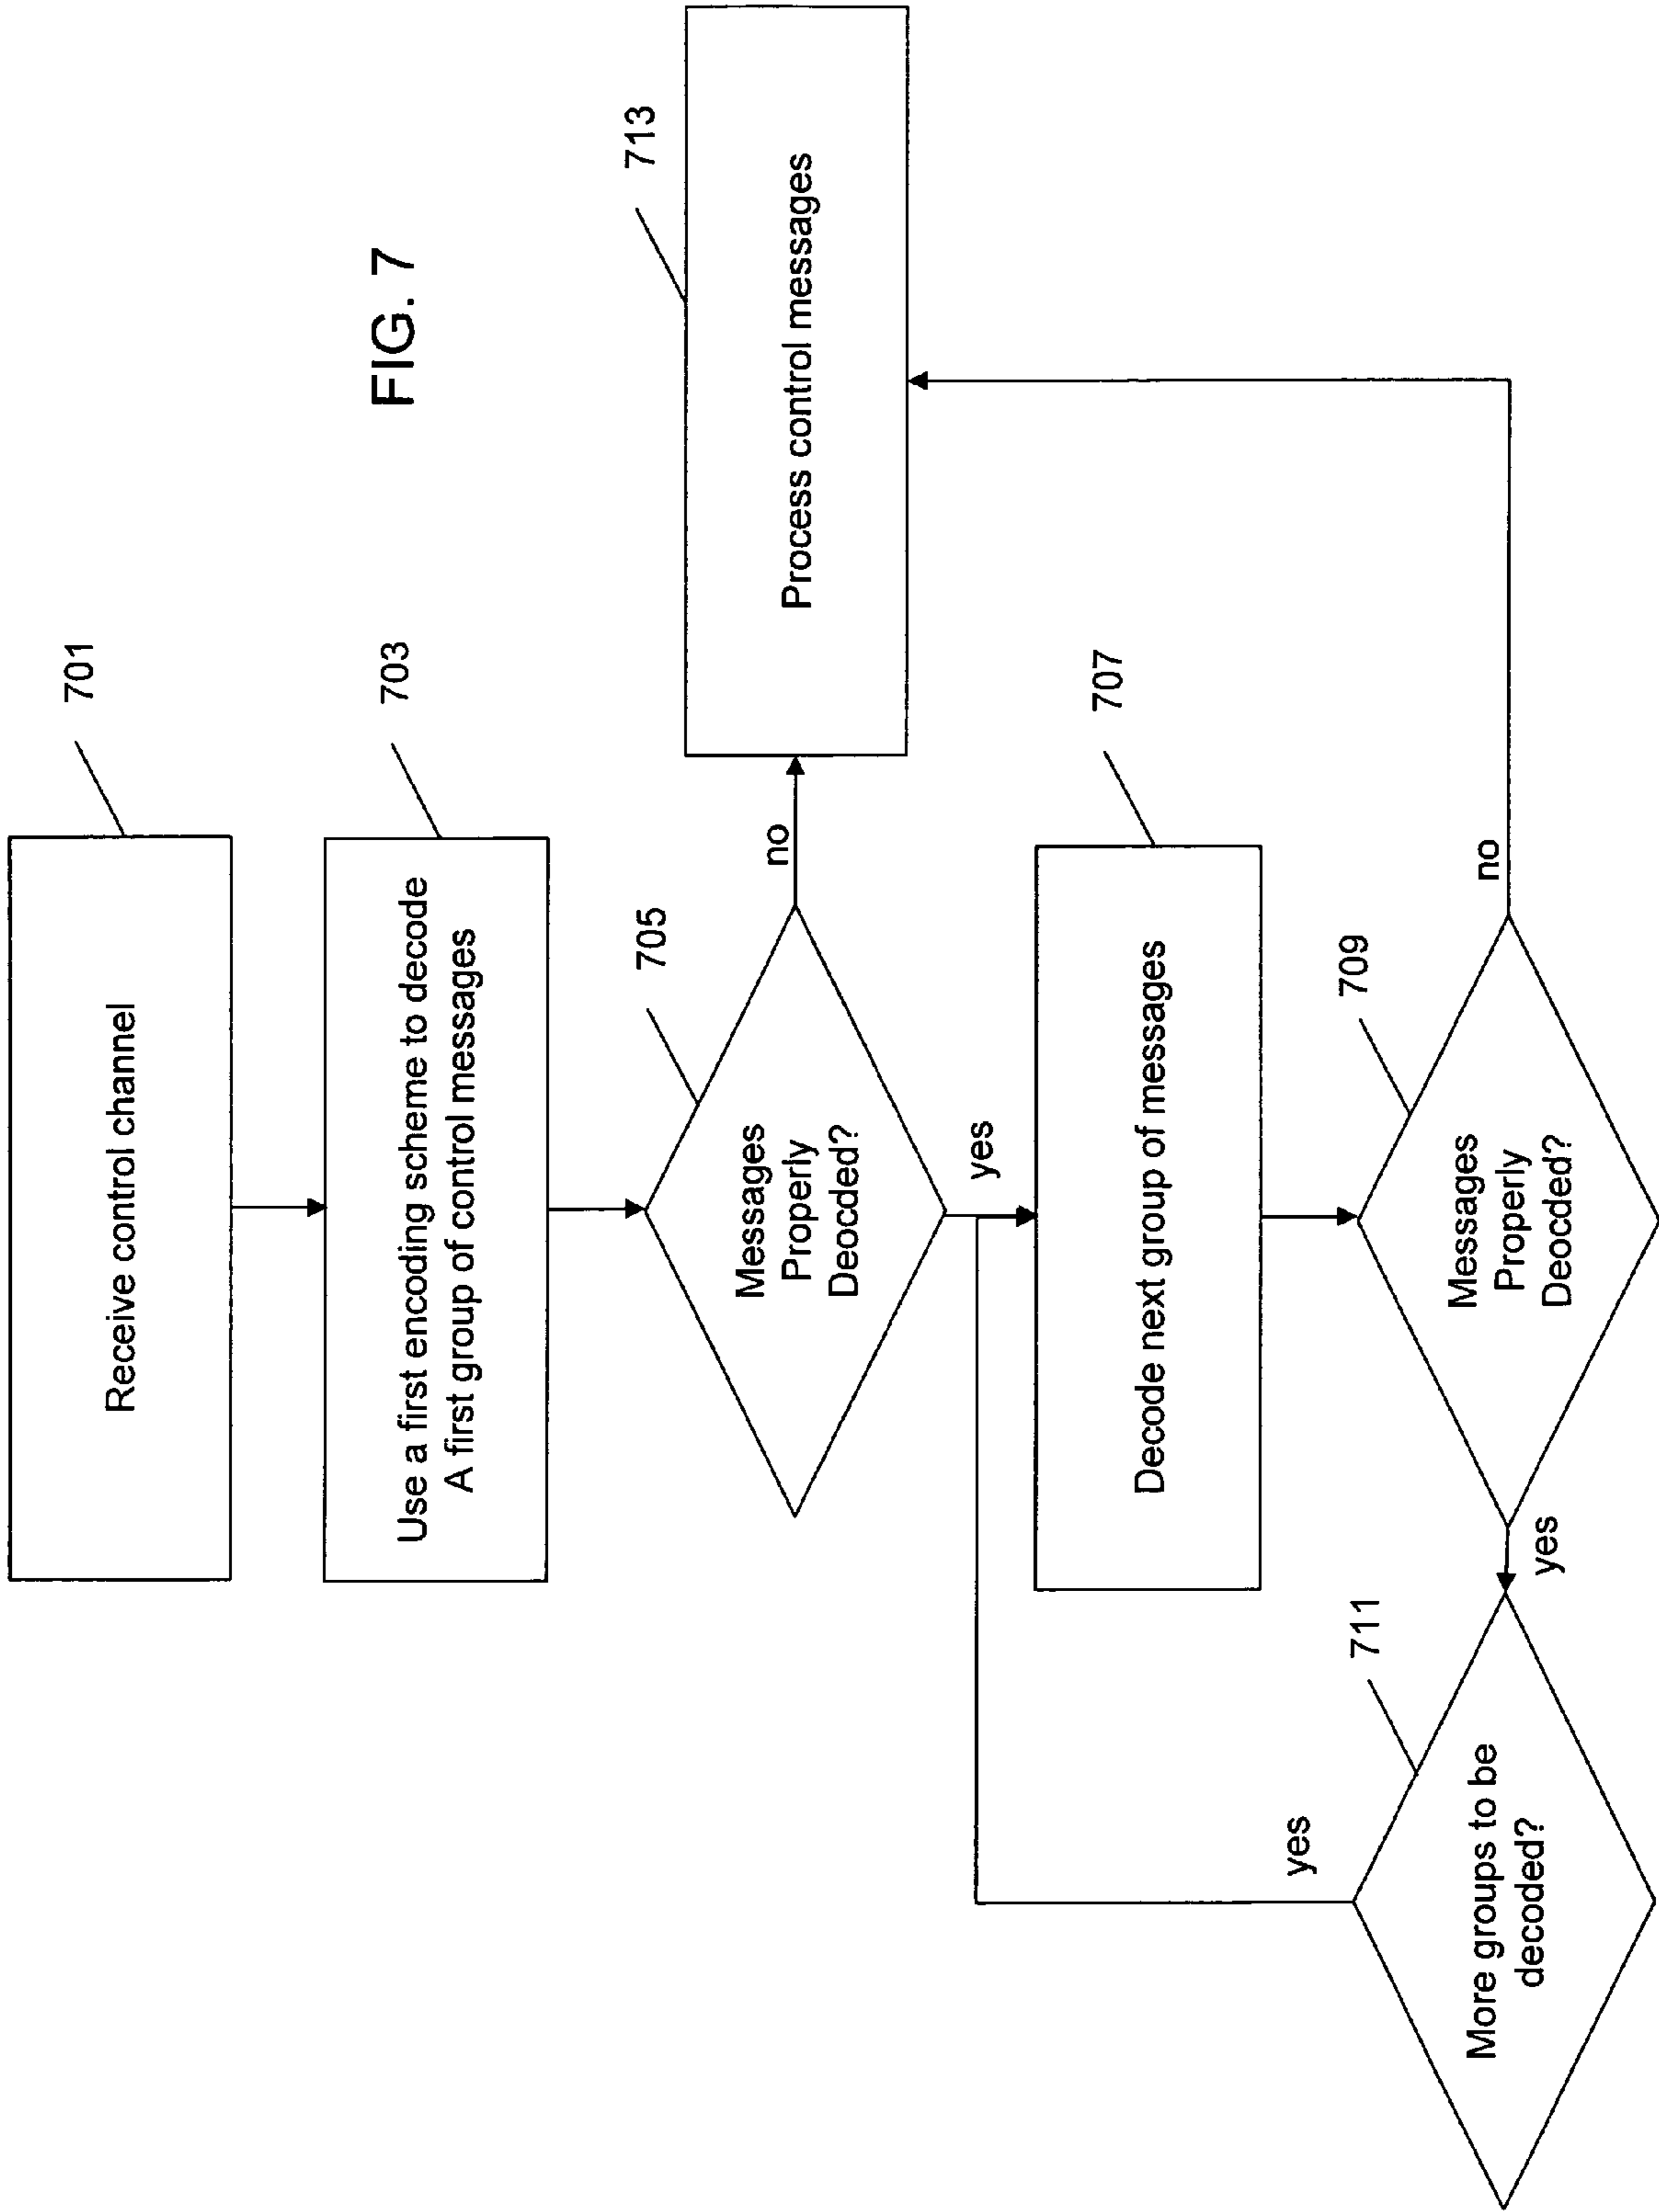 FIG. 7
701
Receive control channel
703
Use a first encoding scheme to decode
A first group of control messages
705
Messages
Properly
Deocded?
no
713
Process control messages
yes
707
Decode next group of messages
709
Messages
Properly
Deocded?
no
yes
711
More groups to be
decoded?
yes